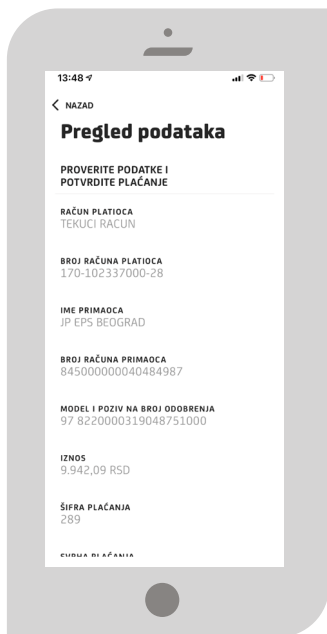 13:48
NAZAD
Pregled podataka
PROVERITE PODATKE I
POTVRDITE PLAĆANJE
RAČUN PLATIOCA
TEKUCI RACUN
BROJ RAČUNA PLATIOCA
170-102337000-28
IME PRIMAOCA
JP EPS BEOGRAD
BROJ RAČUNA PRIMAOCA
845000000040484987
MODEL I POZIV NA BROJ ODOBRENJA
97 8220000319048751000
IZNOS
9.942,09 RSD
ŠIFRA PLAĆANJA
289
SVRHA PLAĆANJA